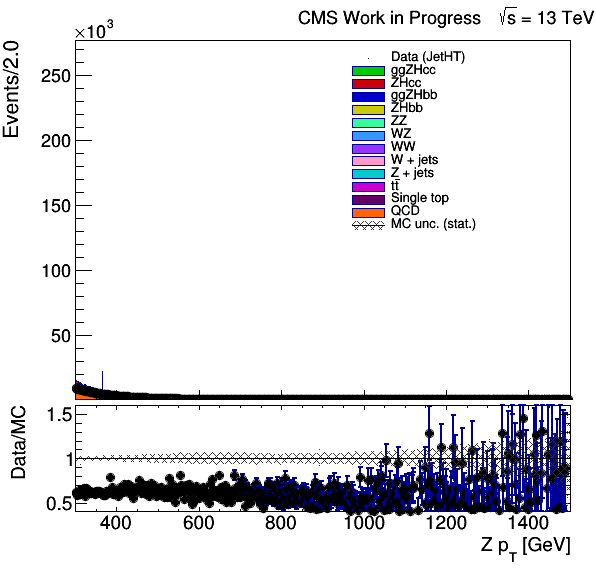 CMS Work in Progress √s = 13 TeV
×10³
Events/2.0
250
200
150
100
50
Data (JetHT)
ggZHcc
ZHcc
ggZHbb
ZHbb
ZZ
WZ
WW
W + jets
Z + jets
tt̄
Single top
QCD
MC unc. (stat.)
Data/MC
1.5
1
0.5
400 600 800 1000 1200 1400
Z p_T [GeV]